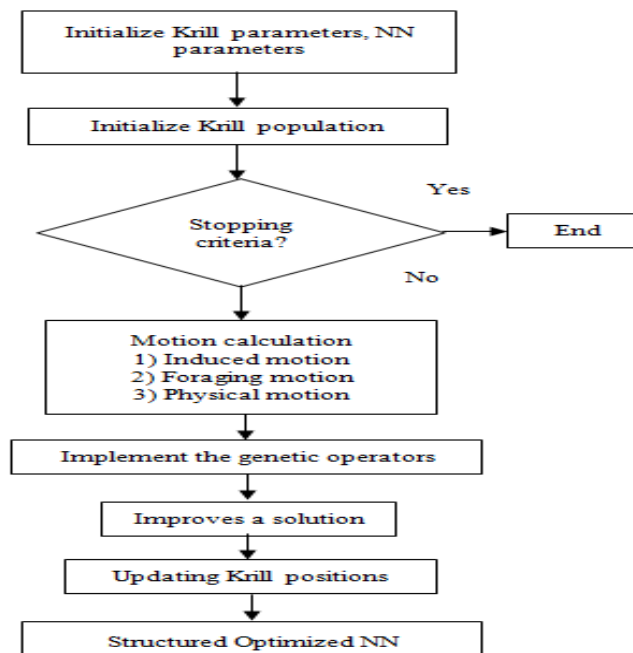 Initialize Krill parameters, NN
parameters
Initialize Krill population
Yes
Stopping
criteria?
End
No
Motion calculation
1) Induced motion
2) Foraging motion
3) Physical motion
Implement the genetic operators
Improves a solution
Updating Krill positions
Structured Optimized NN